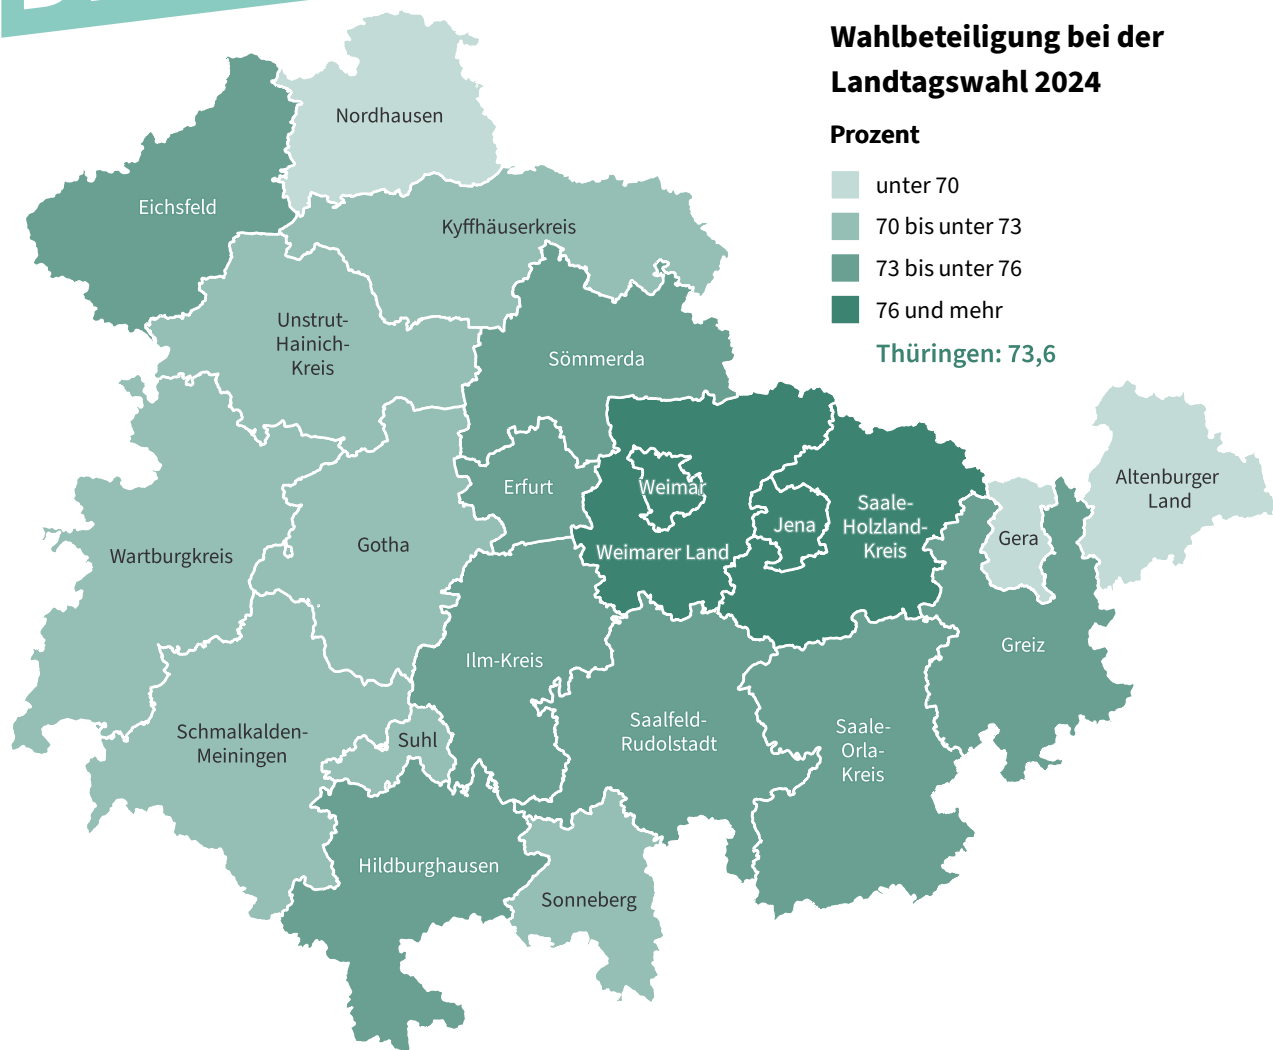 Wahlbeteiligung bei der
Landtagswahl 2024
Prozent
unter 70
70 bis unter 73
73 bis unter 76
76 und mehr
Thüringen: 73,6
Nordhausen
Eichsfeld
Kyffhäuserkreis
Unstrut-
Hainich-
Kreis
Sömmerda
Erfurt
Weimar
Jena
Saale-
Holzland-
Kreis
Weimarer Land
Gera
Altenburger
Land
Gotha
Wartburgkreis
Greiz
Ilm-Kreis
Schmalkalden-
Meiningen
Suhl
Saalfeld-
Rudolstadt
Saale-
Orla-
Kreis
Hildburghausen
Sonneberg